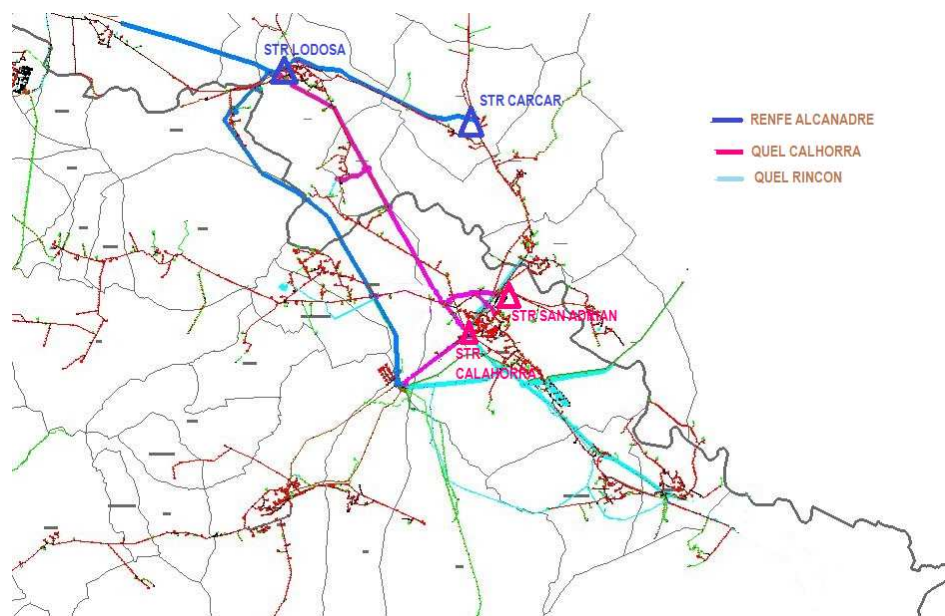 STR LODOSA
STR CARCAR
RENFE ALCANADRE
QUEL CALHORRA
QUEL RINCON
STR SAN ADRIAN
STR
CALAHORRA